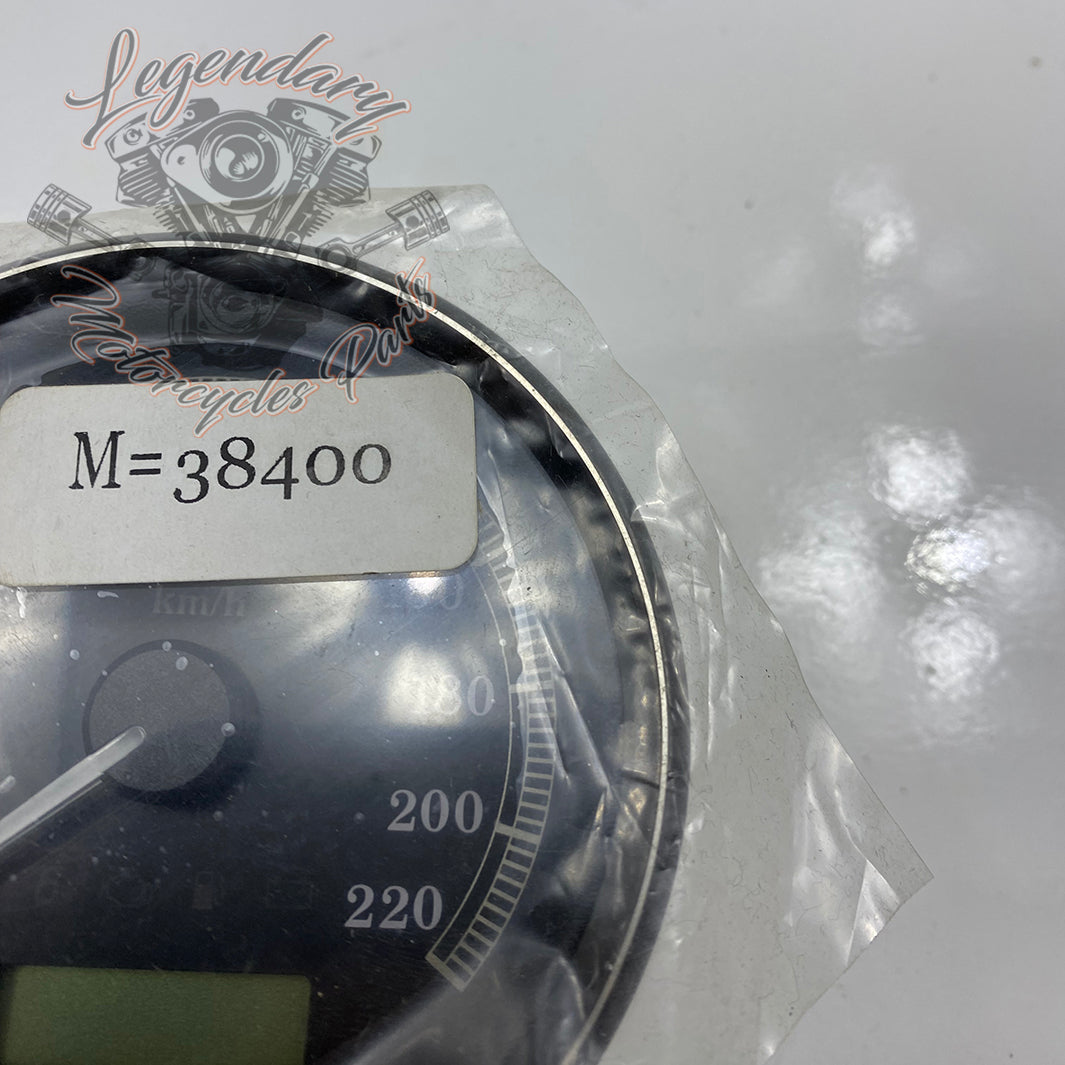 Legendary
Motorcycles Parts
M=38400
km/h
180
200
220